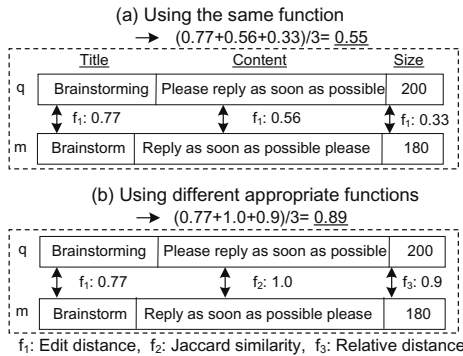 (a) Using the same function
→ (0.77+0.56+0.33)/3= 0.55
Title Content Size
q Brainstorming Please reply as soon as possible 200
f₁: 0.77 f₁: 0.56 f₁: 0.33
m Brainstorm Reply as soon as possible please 180
(b) Using different appropriate functions
→ (0.77+1.0+0.9)/3= 0.89
q Brainstorming Please reply as soon as possible 200
f₁: 0.77 f₂: 1.0 f₃: 0.9
m Brainstorm Reply as soon as possible please 180
f₁: Edit distance, f₂: Jaccard similarity, f₃: Relative distance